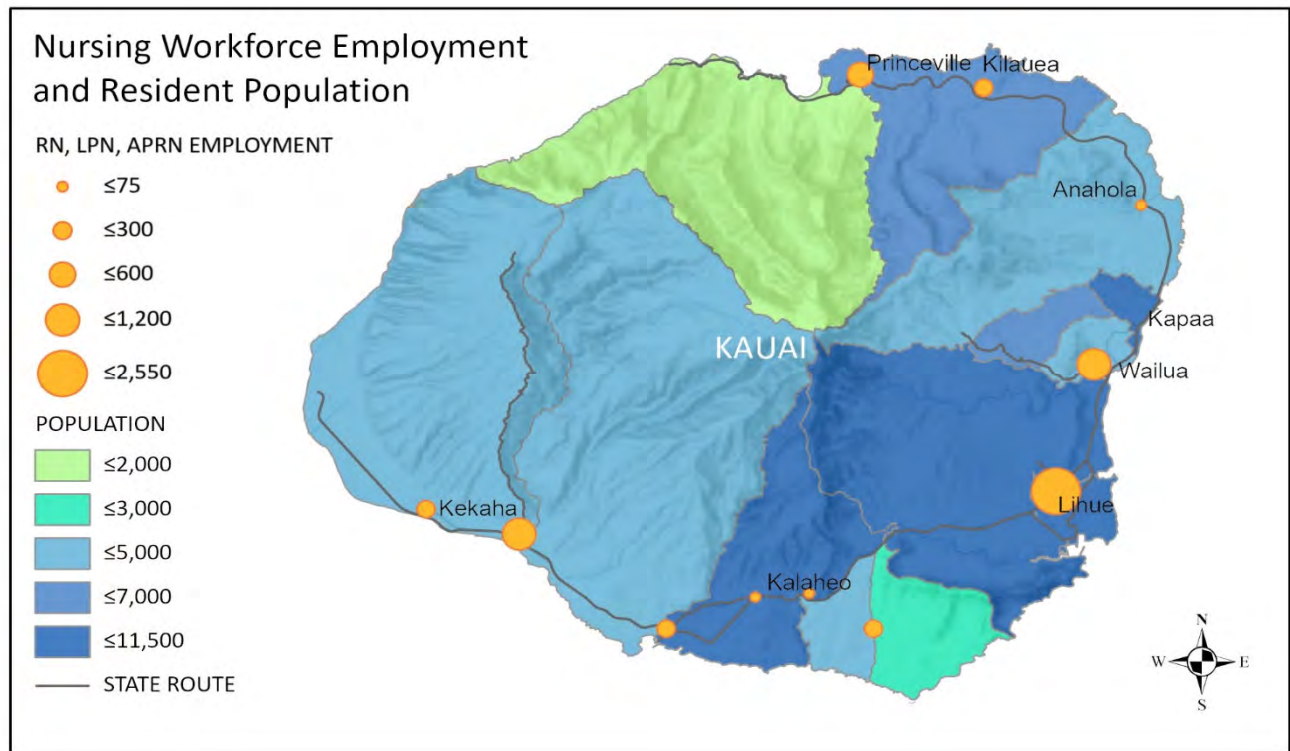 Nursing Workforce Employment
and Resident Population
RN, LPN, APRN EMPLOYMENT
≤75
≤300
≤600
≤1,200
≤2,550
POPULATION
≤2,000
≤3,000
≤5,000
≤7,000
≤11,500
STATE ROUTE
Princeville
Kilauea
Anahola
Kapaa
KAUAI
Wailua
Kekaha
Lihue
Kalaheo
N
W E
S